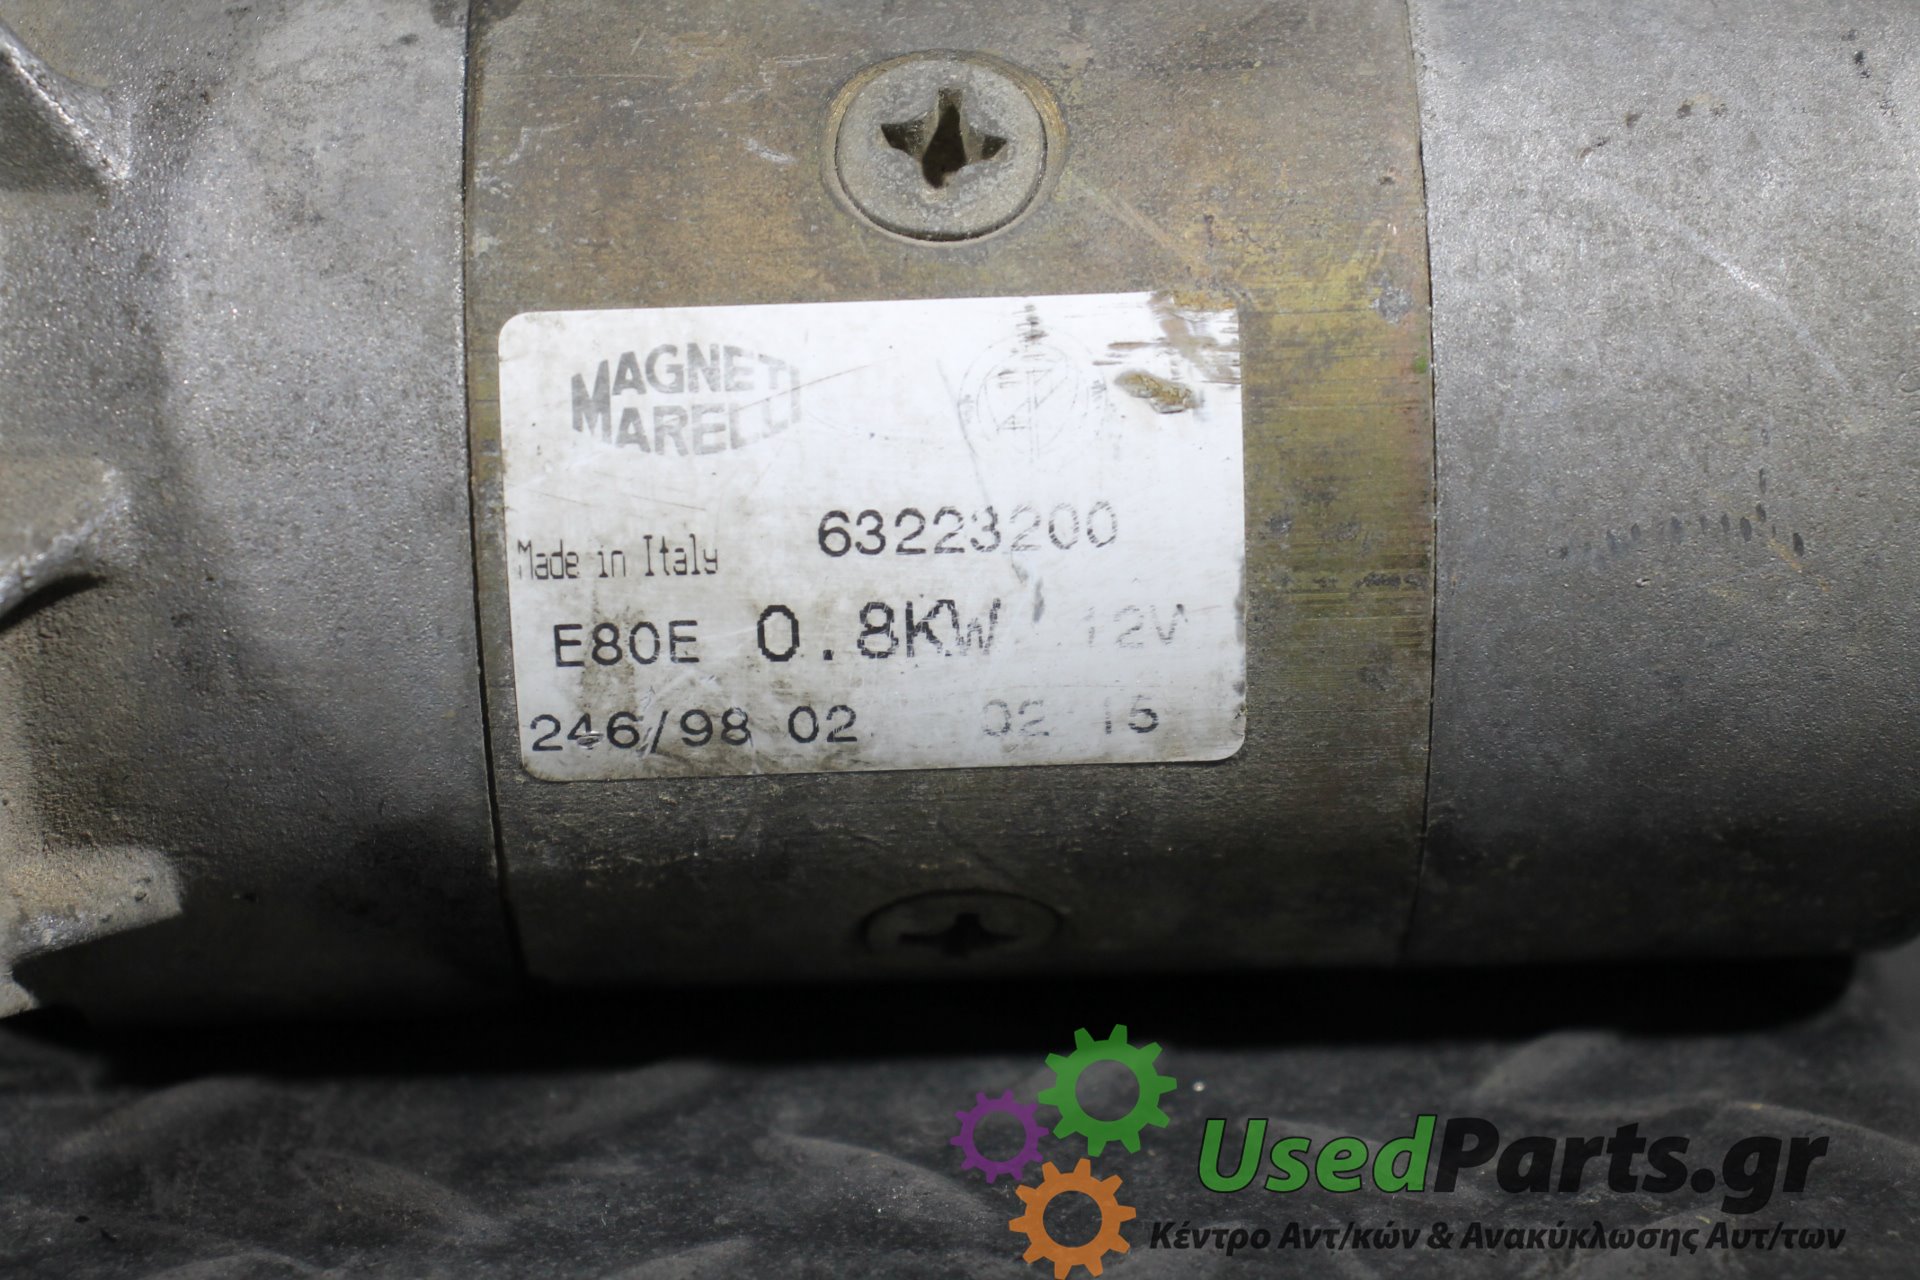 MAGNETI
MARELLI
63223200
Made in Italy
E80E 0.8KW 12V
246/98 02 02 15
UsedParts.gr
Κέντρο Αντ/κών & Ανακύκλωσης Αυτ/των